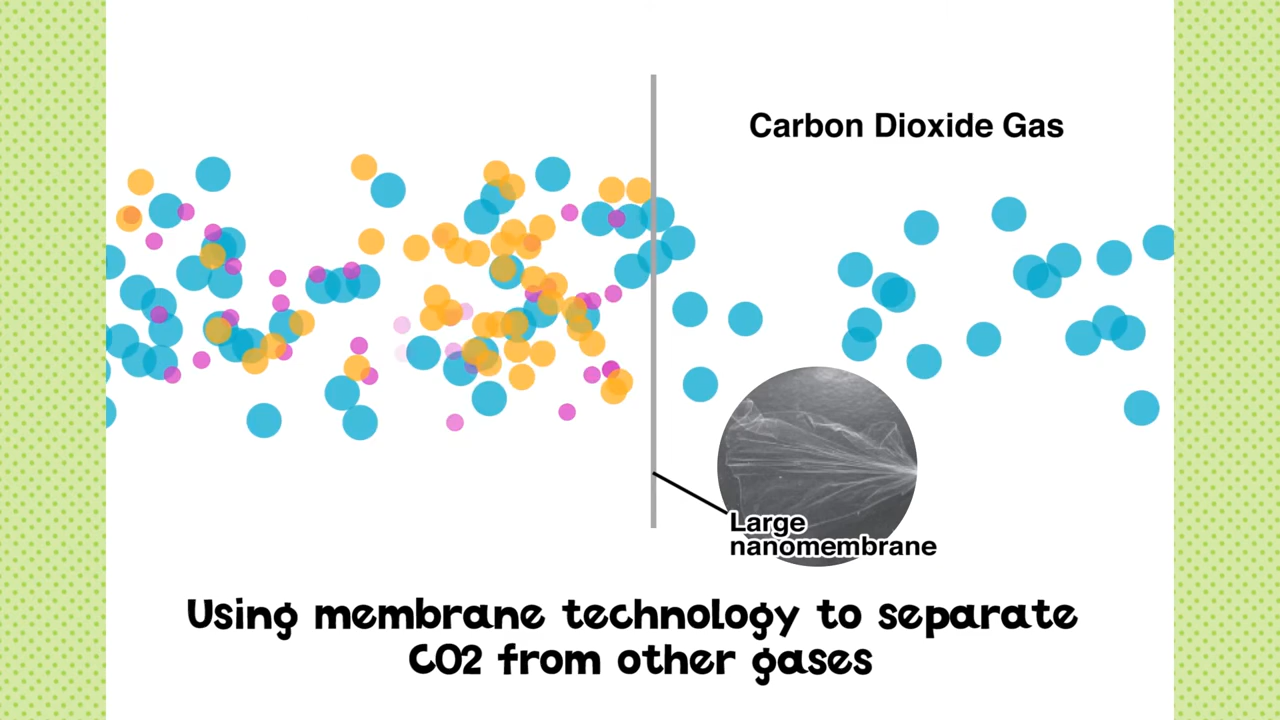 Carbon Dioxide Gas
Large
nanomembrane
Using membrane technology to separate
CO2 from other gases